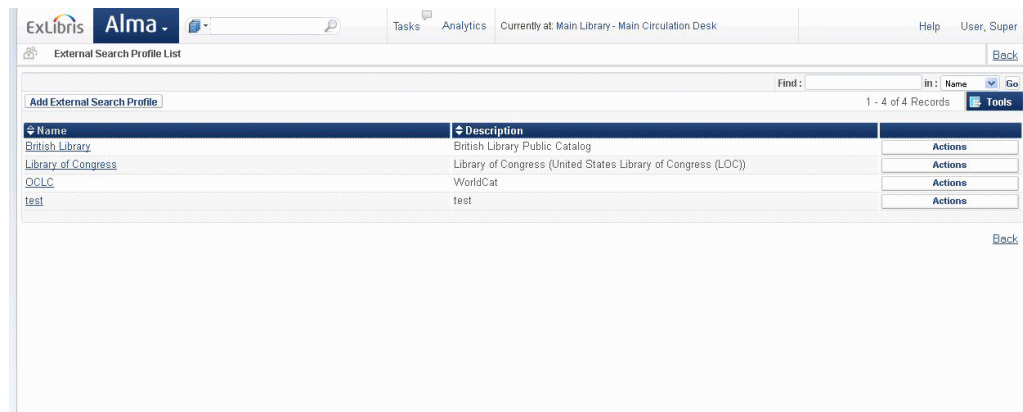 ExLibris Alma Tasks Analytics Currently at: Main Library - Main Circulation Desk Help User, Super
External Search Profile List Back
Find : in : Name Go
Add External Search Profile 1 - 4 of 4 Records Tools
Name Description
British Library British Library Public Catalog Actions
Library of Congress Library of Congress (United States Library of Congress (LOC)) Actions
OCLC WorldCat Actions
test test Actions
Back